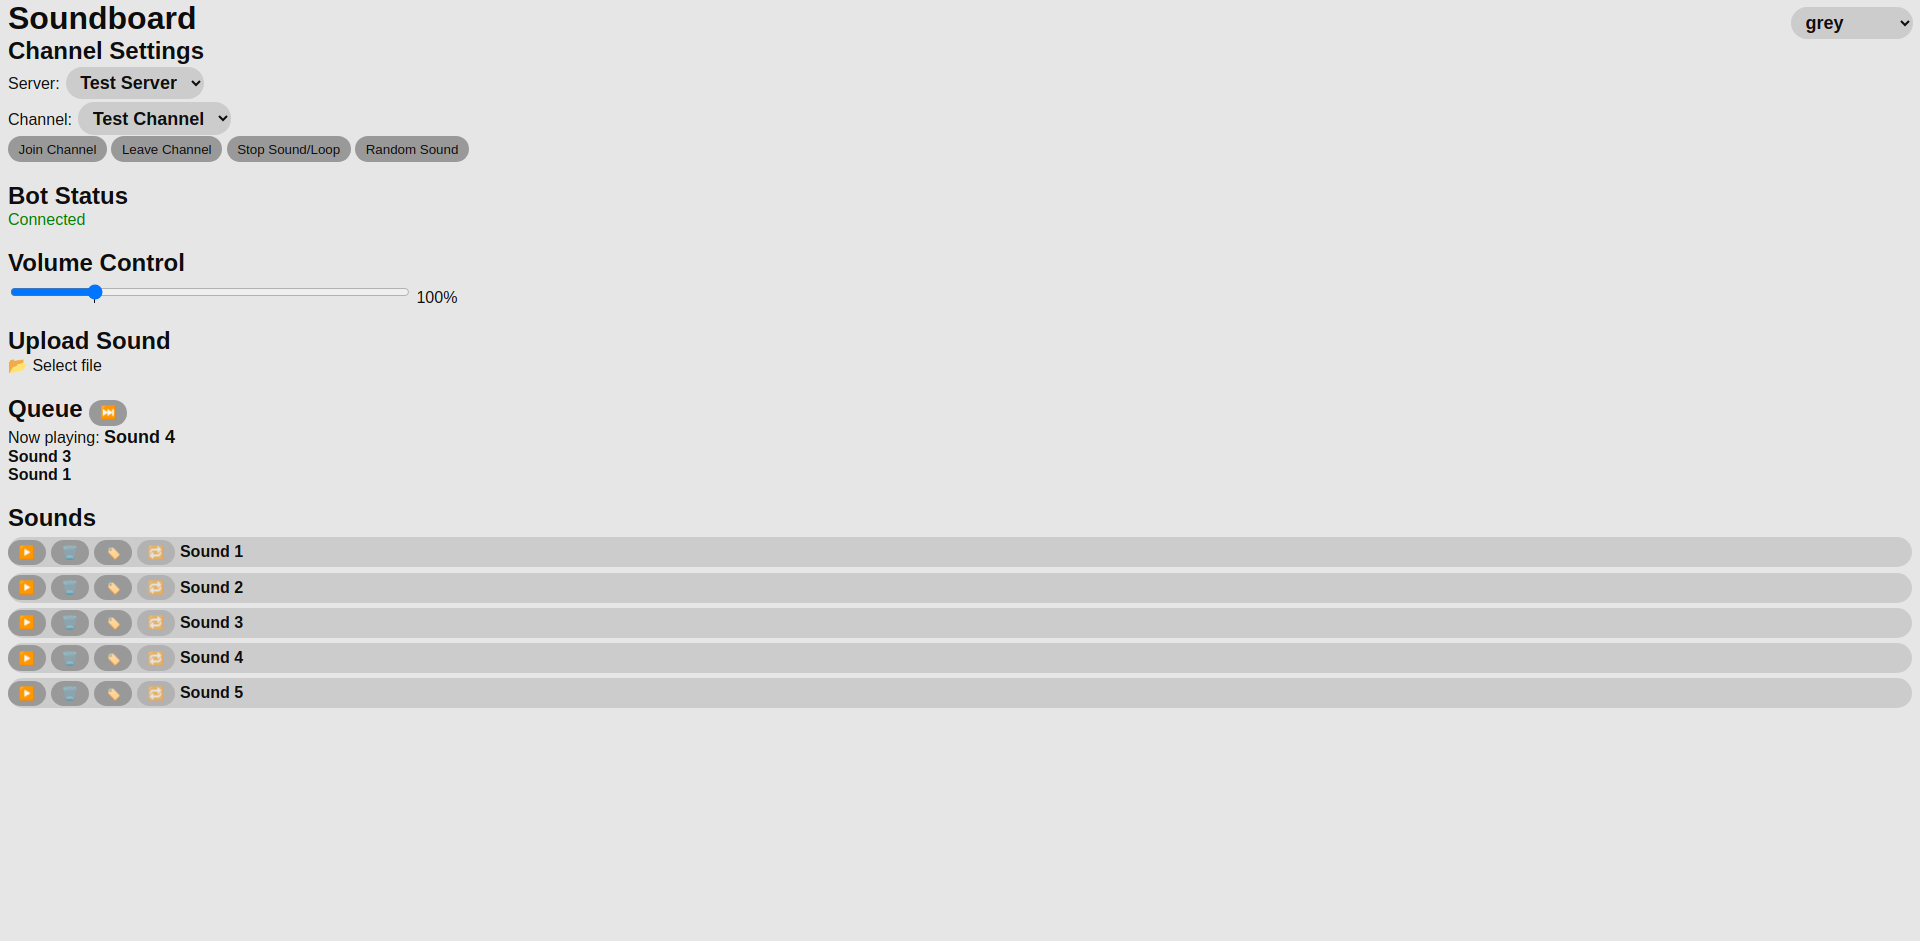 Soundboard
grey
Channel Settings
Server: Test Server
Channel: Test Channel
Join Channel Leave Channel Stop Sound/Loop Random Sound
Bot Status
Connected
Volume Control
100%
Upload Sound
📂 Select file
Queue ⏭️
Now playing: Sound 4
Sound 3
Sound 1
Sounds
▶️ 🗑️ 🏷️ 🔁 Sound 1
▶️ 🗑️ 🏷️ 🔁 Sound 2
▶️ 🗑️ 🏷️ 🔁 Sound 3
▶️ 🗑️ 🏷️ 🔁 Sound 4
▶️ 🗑️ 🏷️ 🔁 Sound 5